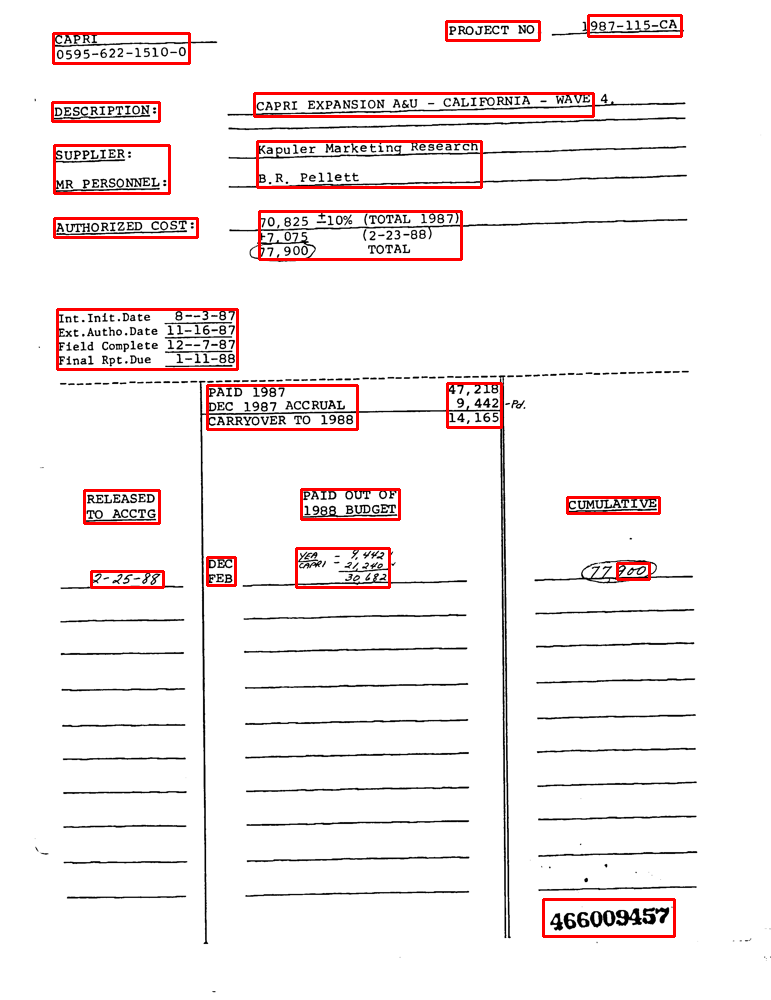 CAPRI
0595-622-1510-0
PROJECT NO 1987-115-CA
DESCRIPTION: CAPRI EXPANSION A&U - CALIFORNIA - WAVE 4.
SUPPLIER: Kapuler Marketing Research
MR PERSONNEL: B.R. Pellett
AUTHORIZED COST: 70,825 ±10% (TOTAL 1987)
+7,075 (2-23-88)
77,900 TOTAL
Int.Init.Date 8--3-87
Ext.Autho.Date 11-16-87
Field Complete 12--7-87
Final Rpt.Due 1-11-88
PAID 1987 47,218
DEC 1987 ACCRUAL 9,442 -Pd.
CARRYOVER TO 1988 14,165
RELEASED TO ACCTG
PAID OUT OF 1988 BUDGET
CUMULATIVE
DEC YEA - 9,442
FEB CAPRI - 21,240
2-25-88 30,682 77,900
466009457